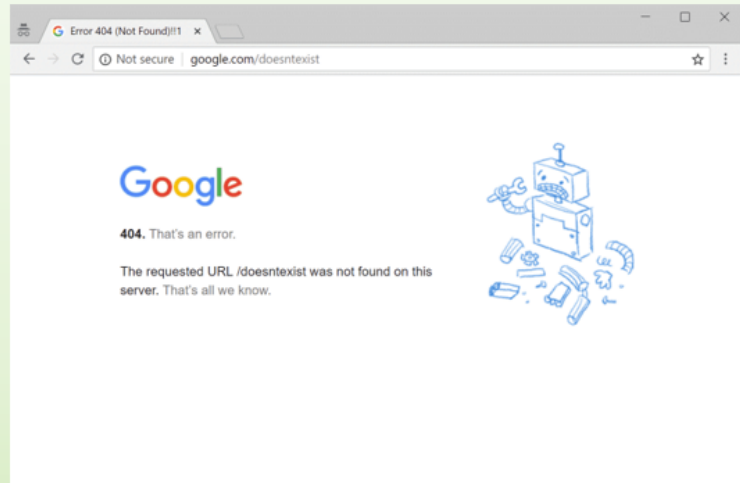 Error 404 (Not Found)!!1
Not secure google.com/doesntexist
Google
404. That's an error.
The requested URL /doesntexist was not found on this
server. That's all we know.